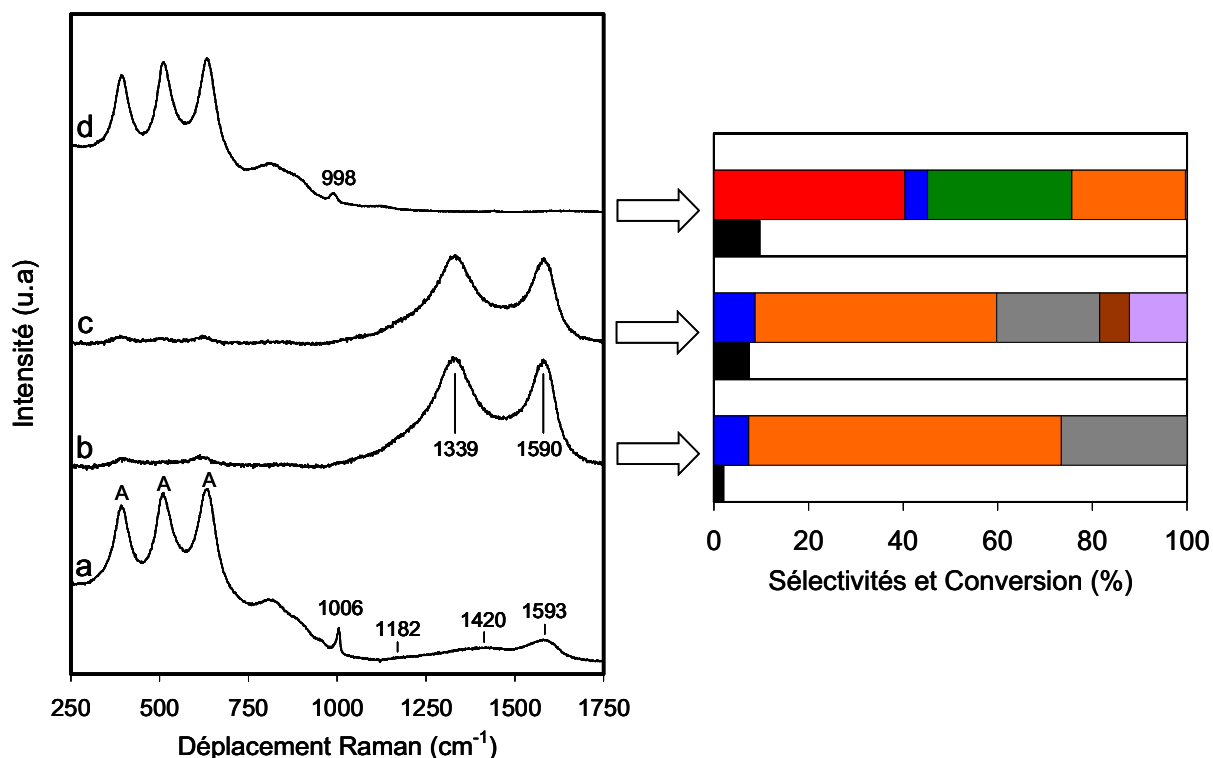 d
998
c
b
1339 1590
A A A
a
1006
1182
1420
1593
Intensité (u.a)
250 500 750 1000 1250 1500 1750
Déplacement Raman (cm⁻¹)
0 20 40 60 80 100
Sélectivités et Conversion (%)